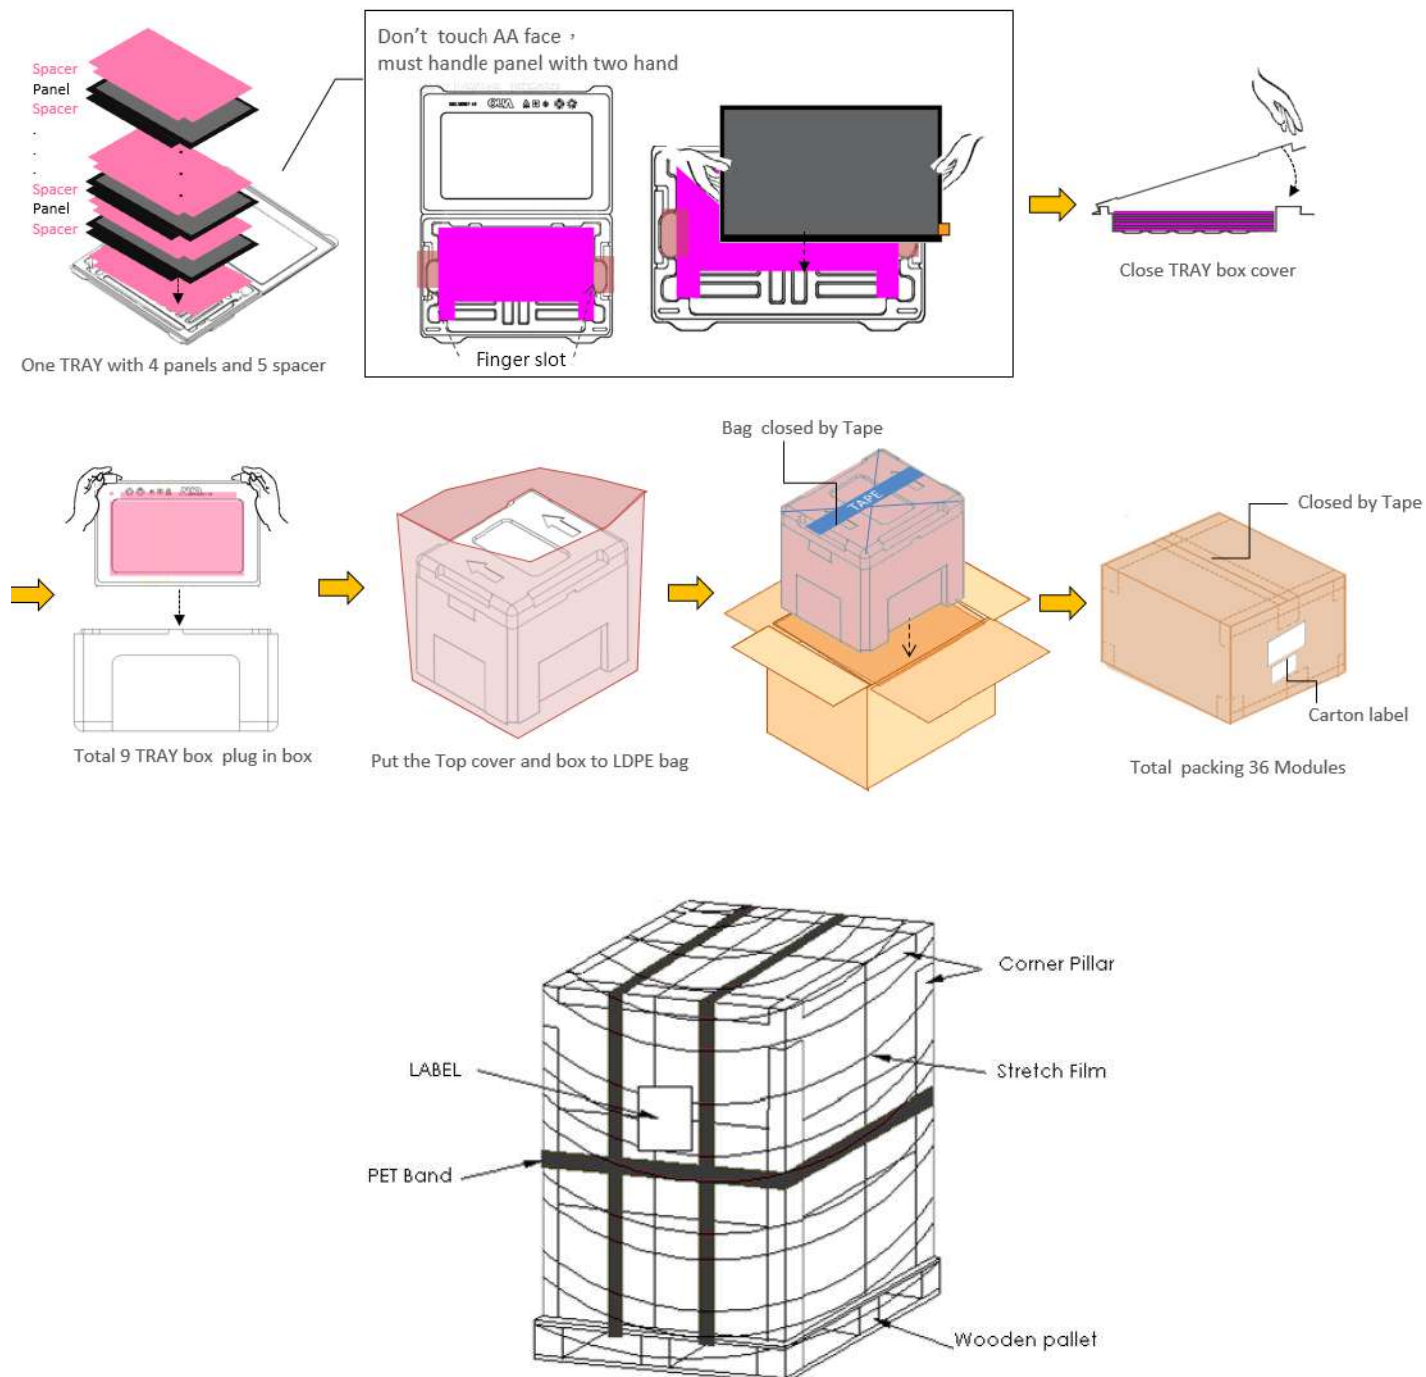 Spacer
Panel
Spacer
.
.
.
Spacer
Panel
Spacer
One TRAY with 4 panels and 5 spacer
Don't touch AA face ，
must handle panel with two hand
Finger slot
Close TRAY box cover
Total 9 TRAY box plug in box
Put the Top cover and box to LDPE bag
Bag closed by Tape
TAPE
Closed by Tape
Carton label
Total packing 36 Modules
Corner Pillar
LABEL
Stretch Film
PET Band
Wooden pallet